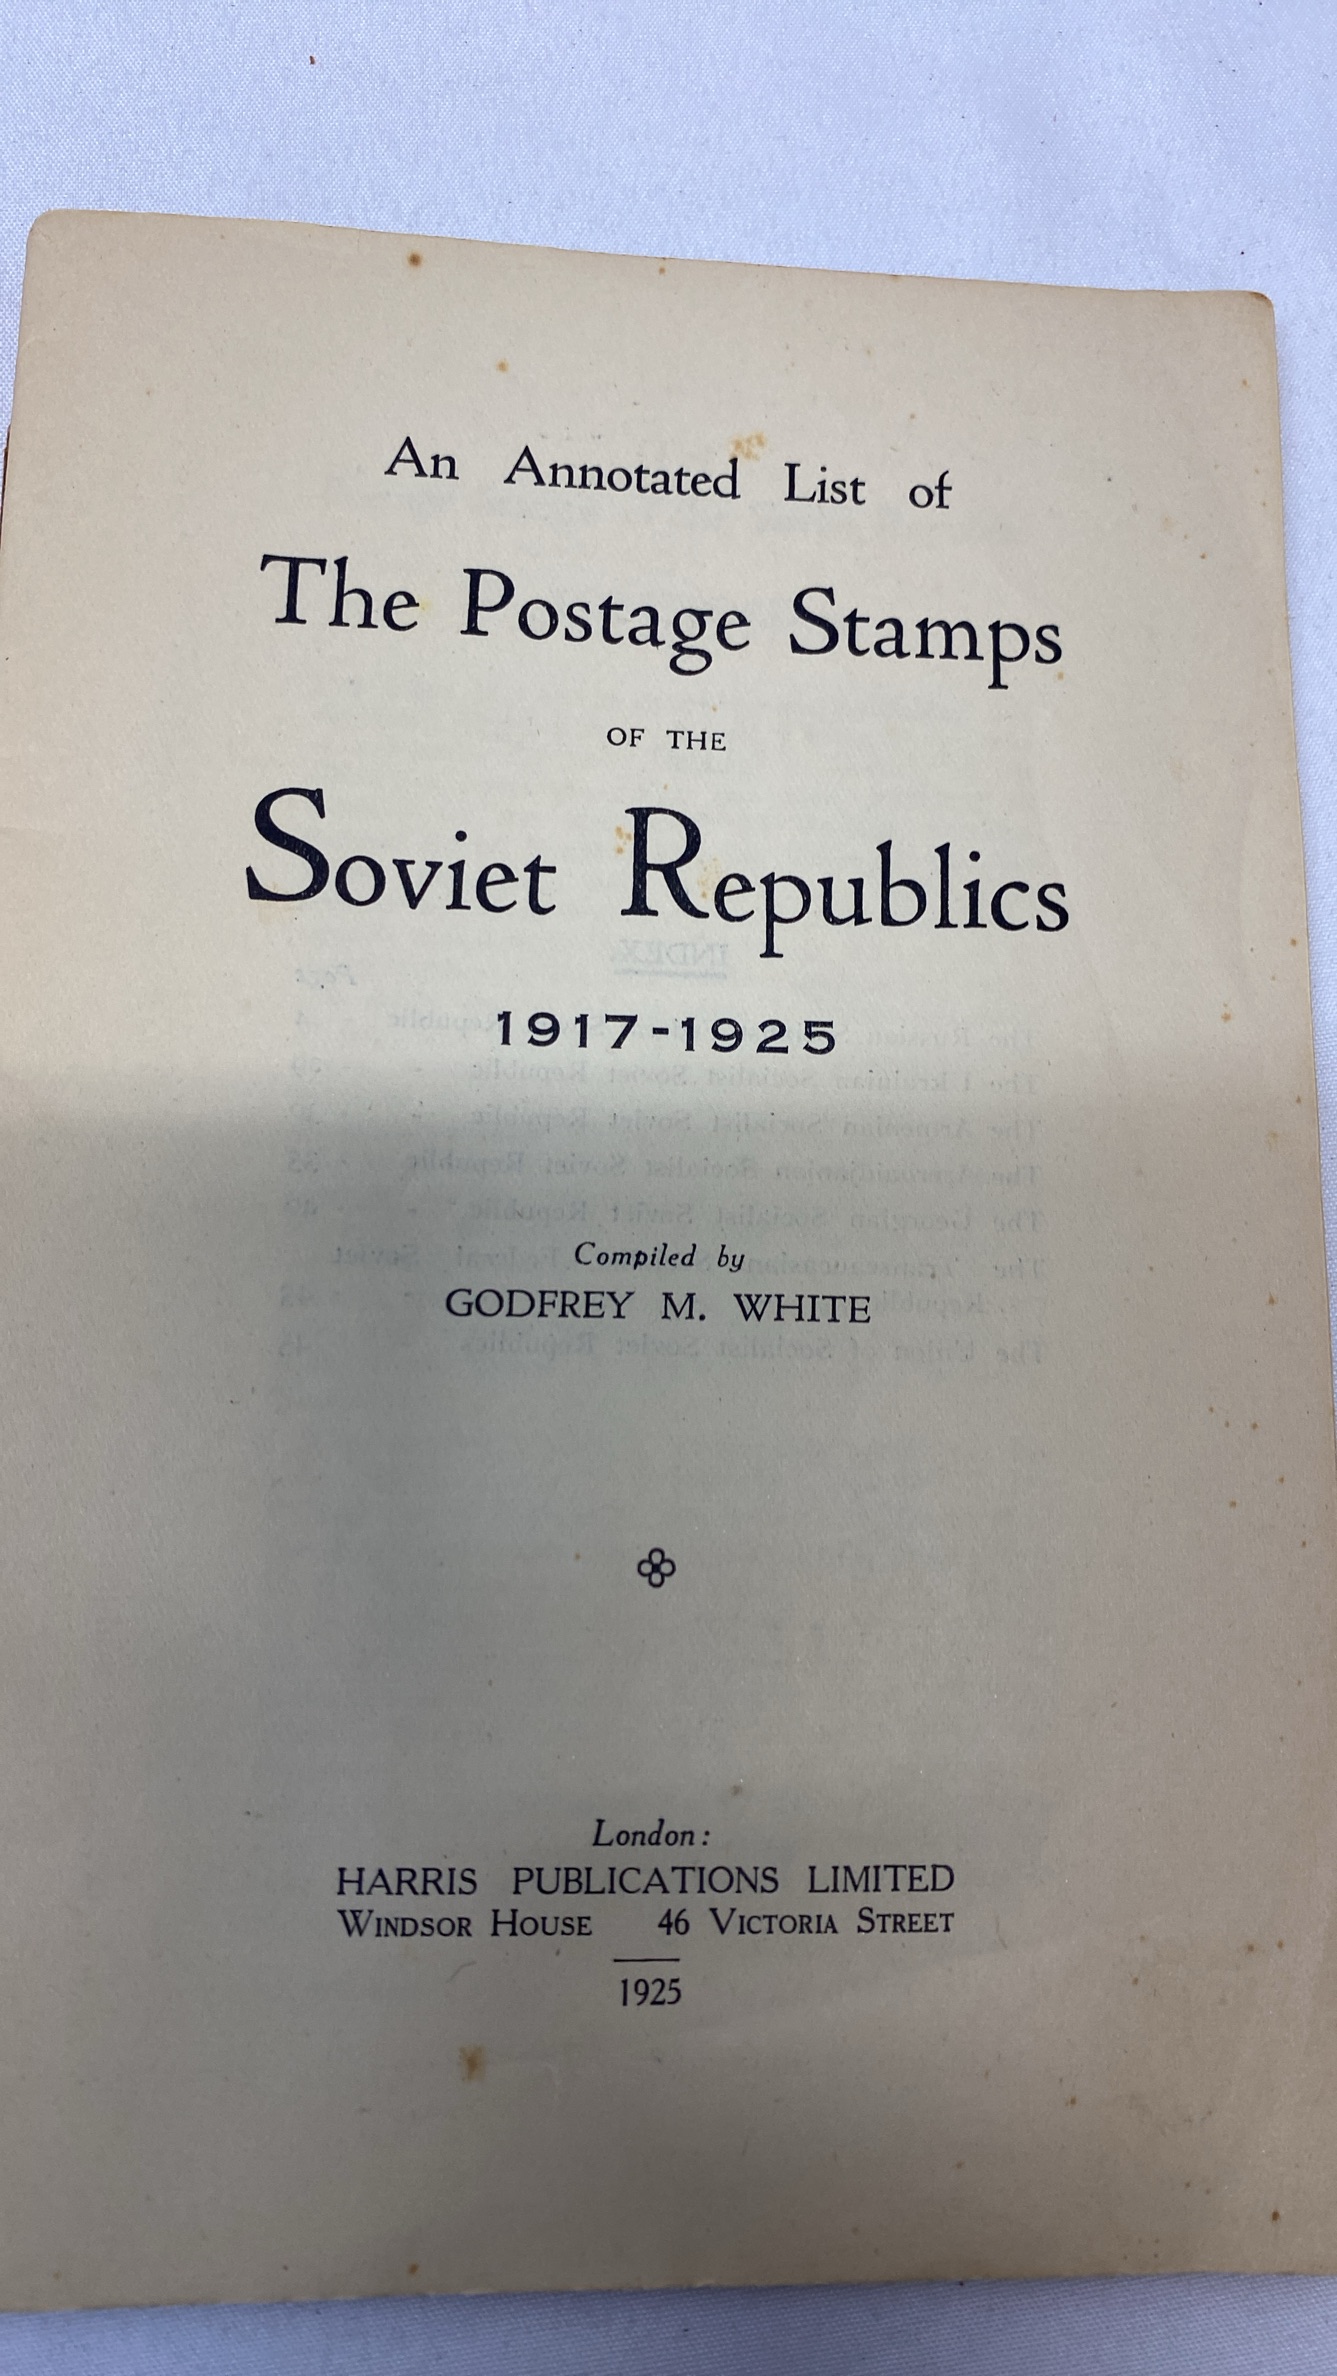 An Annotated List of
The Postage Stamps
OF THE
Soviet Republics
1917-1925
Compiled by
GODFREY M. WHITE
London:
HARRIS PUBLICATIONS LIMITED
WINDSOR HOUSE 46 VICTORIA STREET
1925